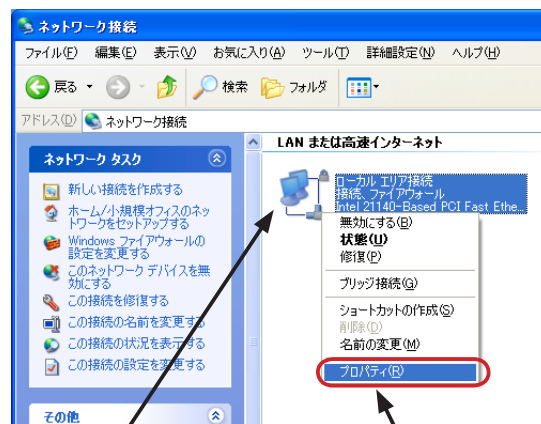 ネットワーク接続
ファイル(F) 編集(E) 表示(V) お気に入り(A) ツール(T) 詳細設定(N) ヘルプ(H)
戻る 検索 フォルダ
アドレス(D) ネットワーク接続
ネットワーク タスク
新しい接続を作成する
ホーム/小規模オフィスのネッ
トワークをセットアップする
Windows ファイアウォールの
設定を変更する
このネットワーク デバイスを無
効にする
この接続を修復する
この接続の名前を変更する
この接続の状況を表示する
この接続の設定を変更する
その他
LAN または高速インターネット
ローカル エリア接続
接続、ファイアウォール
Intel 21140-Based PCI Fast Ethe...
無効にする(B)
状態(U)
修復(P)
ブリッジ接続(G)
ショートカットの作成(S)
削除(D)
名前の変更(M)
プロパティ(R)